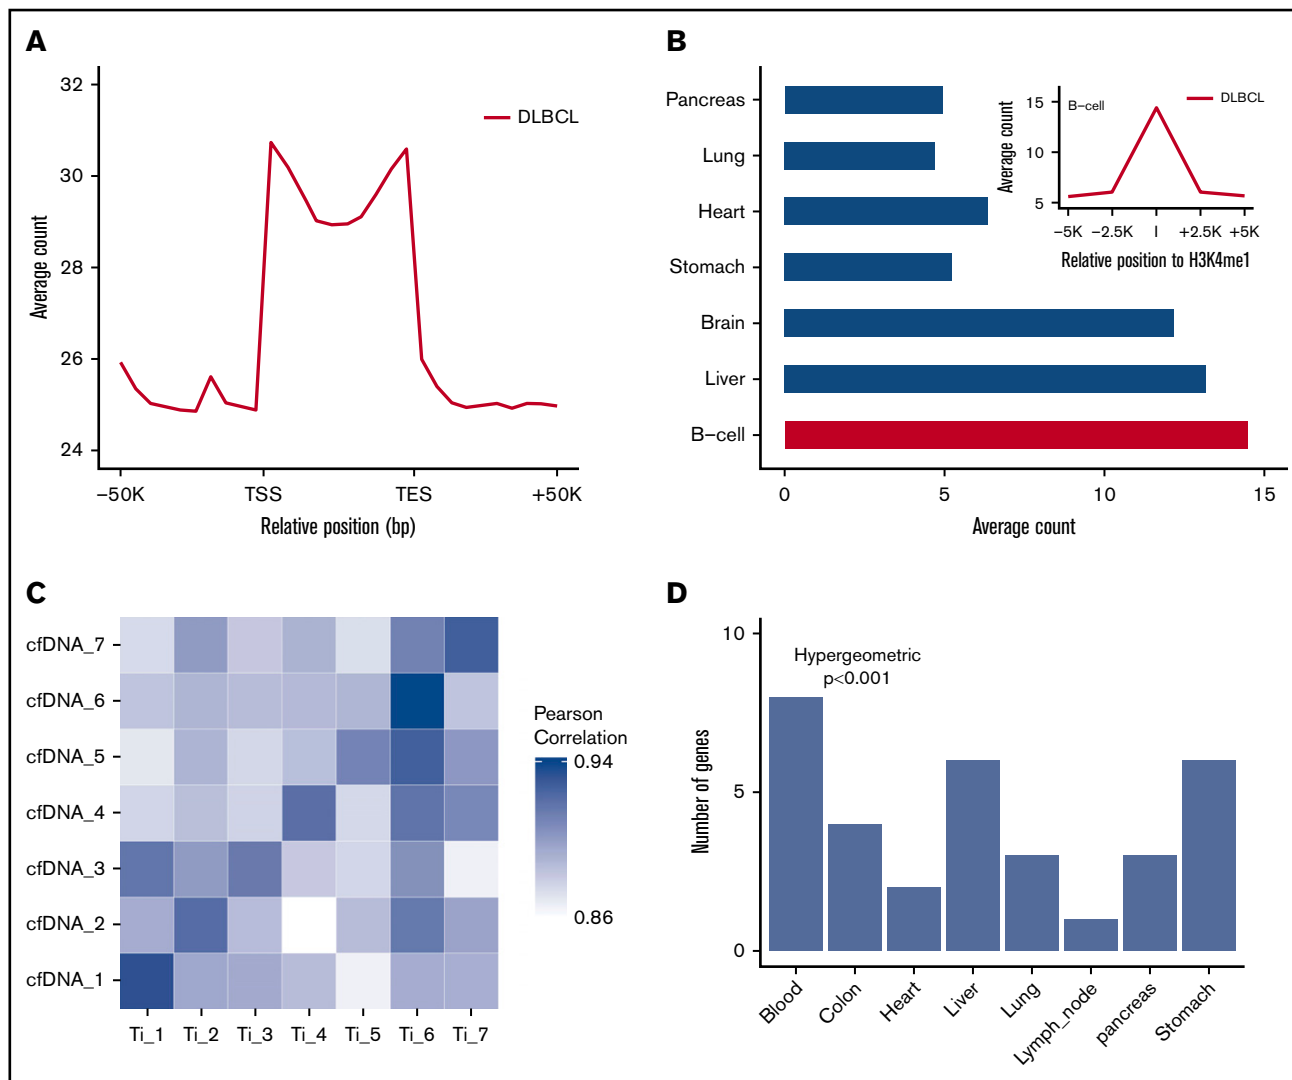 A
32
30
28
26
24
Average count
DLBCL
−50K TSS TES +50K
Relative position (bp)
B
Pancreas
Lung
Heart
Stomach
Brain
Liver
B−cell
0 5 10 15
Average count
B−cell
DLBCL
15
10
5
Average count
−5K −2.5K I +2.5K +5K
Relative position to H3K4me1
C
cfDNA_7
cfDNA_6
cfDNA_5
cfDNA_4
cfDNA_3
cfDNA_2
cfDNA_1
Ti_1 Ti_2 Ti_3 Ti_4 Ti_5 Ti_6 Ti_7
Pearson
Correlation
0.94
0.86
D
10
5
0
Number of genes
Hypergeometric
p<0.001
Blood
Colon
Heart
Liver
Lung
Lymph_node
pancreas
Stomach